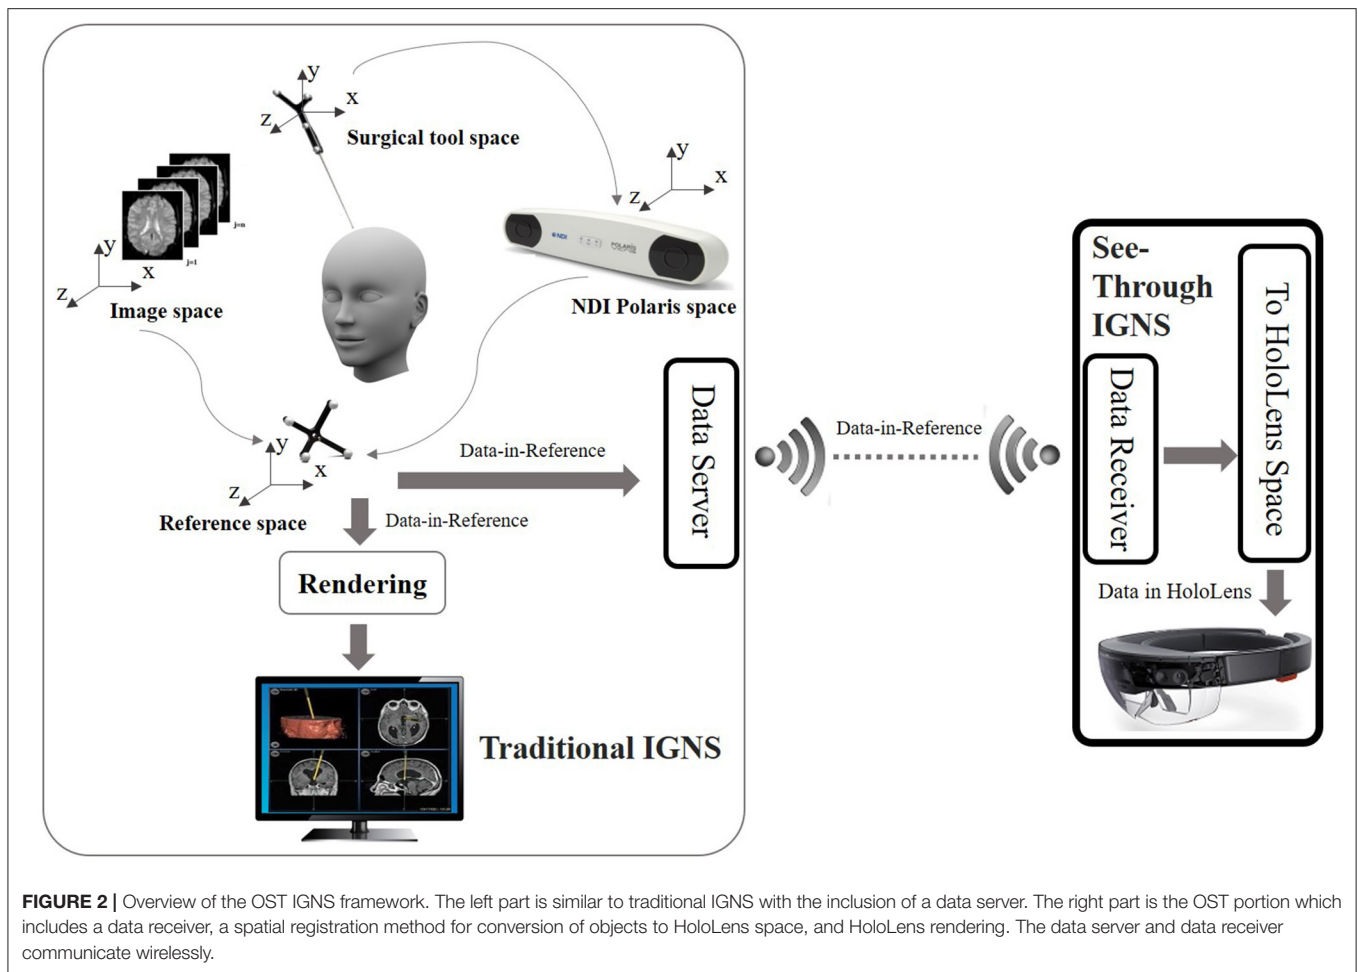 y
x
z
Surgical tool space
y
x
z
j=n
j=1
y
x
z
Image space
NDI
POLARIS
NDI Polaris space
y
x
z
Reference space
Data-in-Reference
Data-in-Reference
Data Server
Rendering
Traditional IGNS
Data-in-Reference
See-
Through
IGNS
Data Receiver
To HoloLens Space
Data in HoloLens
FIGURE 2 | Overview of the OST IGNS framework. The left part is similar to traditional IGNS with the inclusion of a data server. The right part is the OST portion which
includes a data receiver, a spatial registration method for conversion of objects to HoloLens space, and HoloLens rendering. The data server and data receiver
communicate wirelessly.